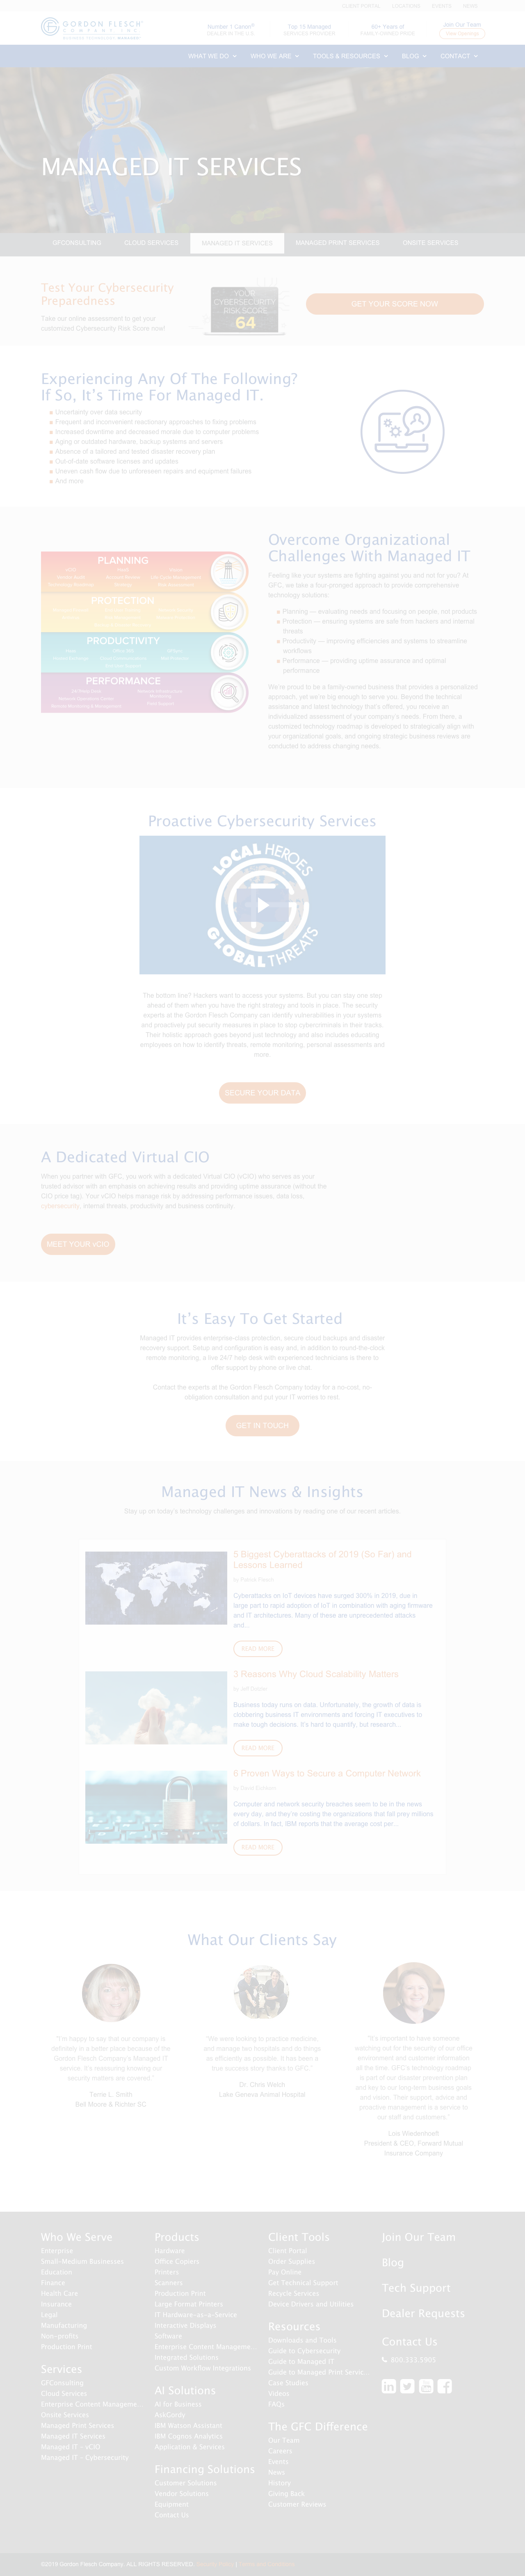 CLIENT PORTAL LOCATIONS EVENTS NEWS
GORDON FLESCH
COMPANY, INC.
Number 1 Canon®
DEALER IN THE U.S.
Top 10 Managed
SERVICES PROVIDER
60+ Years of
FAMILY OWNED PRIDE
Join Our Team
WHAT WE DO WHO WE ARE TOOLS & RESOURCES BLOG CONTACT
MANAGED IT SERVICES
GFCONSULTING CLOUD SERVICES MANAGED IT SERVICES MANAGED PRINT SERVICES ONSITE SERVICES
Test Your Cybersecurity
Preparedness
Take our online assessment to get your
customized Cybersecurity Risk Score now!
YOUR
CYBERSECURITY
RISK SCORE
64
GET YOUR SCORE NOW
Experiencing Any Of The Following?
If So, It's Time For Managed IT.
Uncertainty over data security
Frequent and inconvenient reactionary approaches to fixing problems
Increased downtime and decreased morale due to computer problems
Aging or outdated hardware, backup systems and servers
Absence of a tailored and tested disaster recovery plan
Out-of-date software licenses and updates
Uneven cash flow due to unforeseen repairs and equipment failures
And more
PLANNING
PROTECTION
PRODUCTIVITY
PERFORMANCE
Overcome Organizational
Challenges With Managed IT
Feeling like your systems are fighting against you and not for you? At
GFC, we take a four-pronged approach to provide comprehensive
technology solutions:
Planning — evaluating needs and focusing on people, not products
Protection — ensuring systems are safe from hackers and internal
threats
Productivity — improving efficiencies and systems to streamline
workflows
Performance — providing uptime assurance and optimal
performance
We're proud to be a family-owned business that provides a personalized
approach, yet we're big enough to serve you. Beyond the technical
assistance and latest technology that's offered, you receive an
individualized assessment of your company's needs. From there, a
customized technology roadmap is developed to strategically align with
your organizational goals, and ongoing strategic business reviews are
conducted to address changing needs.
Proactive Cybersecurity Services
LOCAL HEROES
GLOBAL THREATS
The bottom line? Hackers want to access your systems. But you can stay one step
ahead of them when you have the right strategy and tools in place. The security
experts at the Gordon Flesch Company can identify vulnerabilities in your systems
and proactively put security measures in place to stop cybercriminals in their tracks.
Their holistic approach goes beyond just technology and also includes educating
employees on how to identify threats, remote monitoring, personal assessments and
more.
SECURE YOUR DATA
A Dedicated Virtual CIO
When you partner with GFC, you work with a dedicated Virtual CIO (vCIO) who serves as your
trusted adviser with an emphasis on achieving results and providing uptime assurance (without the
CIO price tag). Your vCIO helps manage risk by addressing performance issues, data loss,
cybersecurity, internal threats, productivity and business continuity.
MEET YOUR vCIO
It's Easy To Get Started
Managed IT provides enterprise-class protection, secure cloud backups and disaster
recovery support. Setup and configuration is easy and, in addition to round-the-clock
remote monitoring, a live 24/7 help desk with experienced technicians is there to
offer support by phone or live chat.
Contact the experts at the Gordon Flesch Company today for a no-cost, no-
obligation consultation and put your IT worries to rest.
GET IN TOUCH
Managed IT News & Insights
Stay up on today's technology challenges and innovations by reading one of our recent articles.
5 Biggest Cyberattacks of 2019 (So Far) and
Lessons Learned
Cyberattacks on IoT devices have surged 300% in 2019, due in
large part to rapid adoption of IoT in combination with aging firmware
and IT architectures. Many of these are unprecedented attacks
and...
READ MORE
3 Reasons Why Cloud Scalability Matters
Business today runs on data. Unfortunately, the growth of data is
clobbering business IT environments and forcing IT executives to
make tough decisions. It's hard to quantify, but research...
READ MORE
6 Proven Ways to Secure a Computer Network
Computer and network security breaches seem to be in the news
every day, and they're costing the organizations that fall prey millions
of dollars. In fact, IBM reports that the average cost per...
READ MORE
What Our Clients Say
"I'm happy to say that our company is
definitely in a better place because of the
Gordon Flesch Company's Managed IT
service. It's reassuring knowing our
security matters are covered."
Terrie L. Smith
Bell Moore & Richter SC
"We were looking to practice medicine,
and manage two hospitals and do things
as efficiently as possible. It has been a
true success story thanks to GFC."
Dr. Chris Welch
Lake Geneva Animal Hospital
"It's important to have someone
watching out for the security of our office
environment and customer information
all the time. GFC's technology roadmap
is part of our disaster prevention plan
and key to our long-term business goals
and vision. Their support, advice and
proactive management is a service to
our staff and customers."
Lois Wiedenhoeft
President & CEO, Forward Mutual
Insurance Company
Who We Serve
Enterprise
Small-Medium Businesses
Education
Finance
Health Care
Insurance
Legal
Manufacturing
Non-profits
Production Print
Services
GFConsulting
Cloud Services
Enterprise Content Manageme...
Onsite Services
Managed Print Services
Managed IT Services
Managed IT - vCIO
Managed IT - Cybersecurity
Products
Hardware
Office Copiers
Printers
Scanners
Production Print
Large Format Printers
IT Hardware-as-a-Service
Interactive Displays
Software
Enterprise Content Manageme...
Integrated Solutions
Custom Workflow Integrations
AI Solutions
AI for Business
AskGordy
IBM Watson Assistant
IBM Cognos Analytics
Application & Services
Financing Solutions
Customer Solutions
Vendor Solutions
Equipment
Contact Us
Client Tools
Client Portal
Order Supplies
Pay Online
Get Technical Support
Recycle Services
Device Drivers and Utilities
Resources
Downloads and Tools
Guide to Cybersecurity
Guide to Managed IT
Guide to Managed Print Servic...
Case Studies
Videos
FAQs
The GFC Difference
Our Team
Careers
Events
News
History
Giving Back
Customer Reviews
Join Our Team
Blog
Tech Support
Dealer Requests
Contact Us
800.333.5905
©2019 Gordon Flesch Company. ALL RIGHTS RESERVED